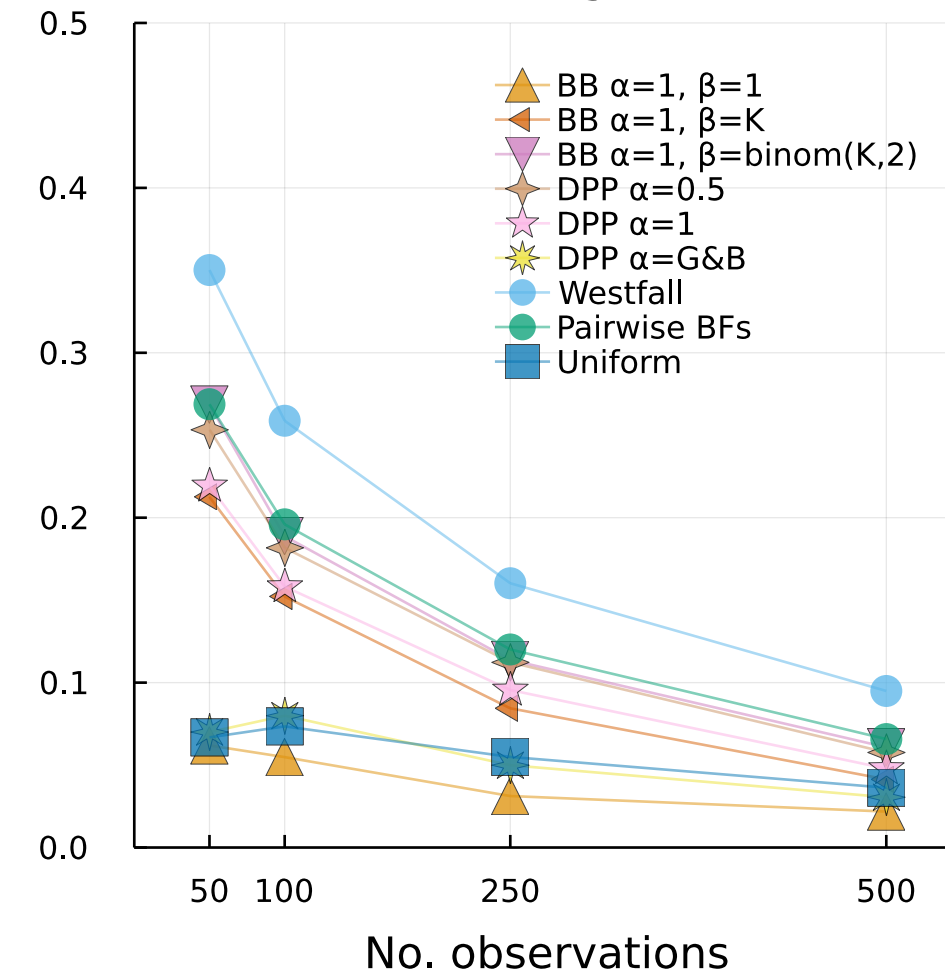 0.5
BB α=1, β=1
BB α=1, β=K
BB α=1, β=binom(K,2)
0.4
DPP α=0.5
DPP α=1
DPP α=G&B
Westfall
Pairwise BFs
0.3
Uniform
0.2
0.1
0.0
50 100 250 500
No. observations